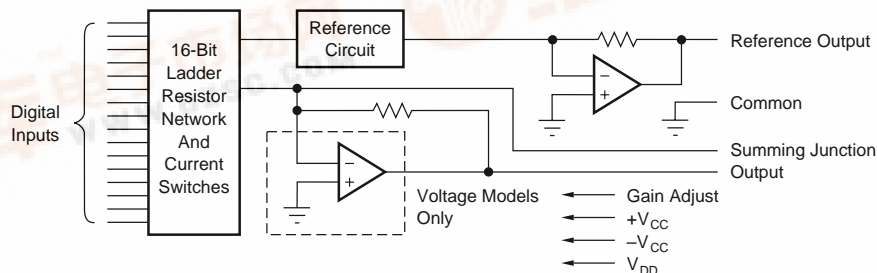 Digital
Inputs
16-Bit
Ladder
Resistor
Network
And
Current
Switches
Reference
Circuit
−
+
Reference Output
Common
Summing Junction
Output
−
+
Voltage Models
Only
Gain Adjust
+VCC
−VCC
VDD